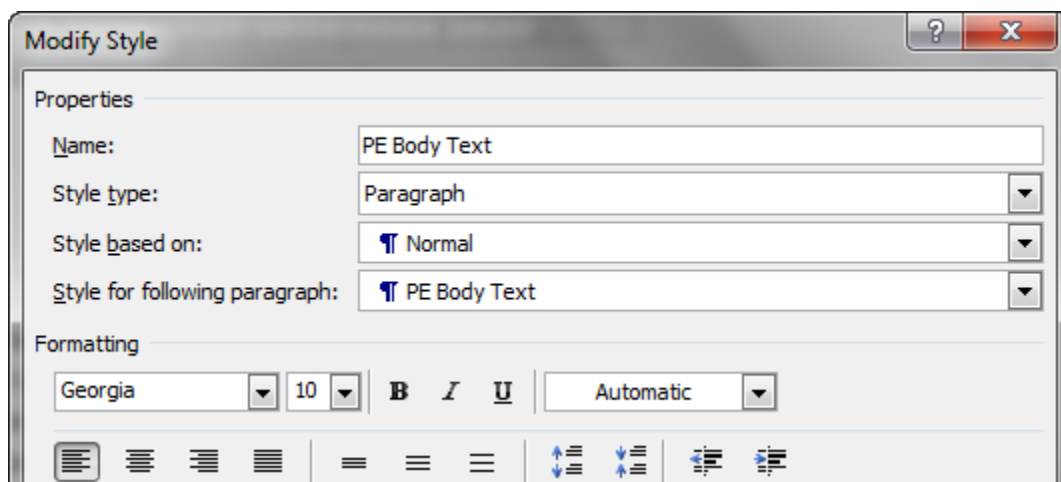 Modify Style
Properties
Name: PE Body Text
Style type: Paragraph
Style based on: ¶ Normal
Style for following paragraph: ¶ PE Body Text
Formatting
Georgia 10 B I U Automatic